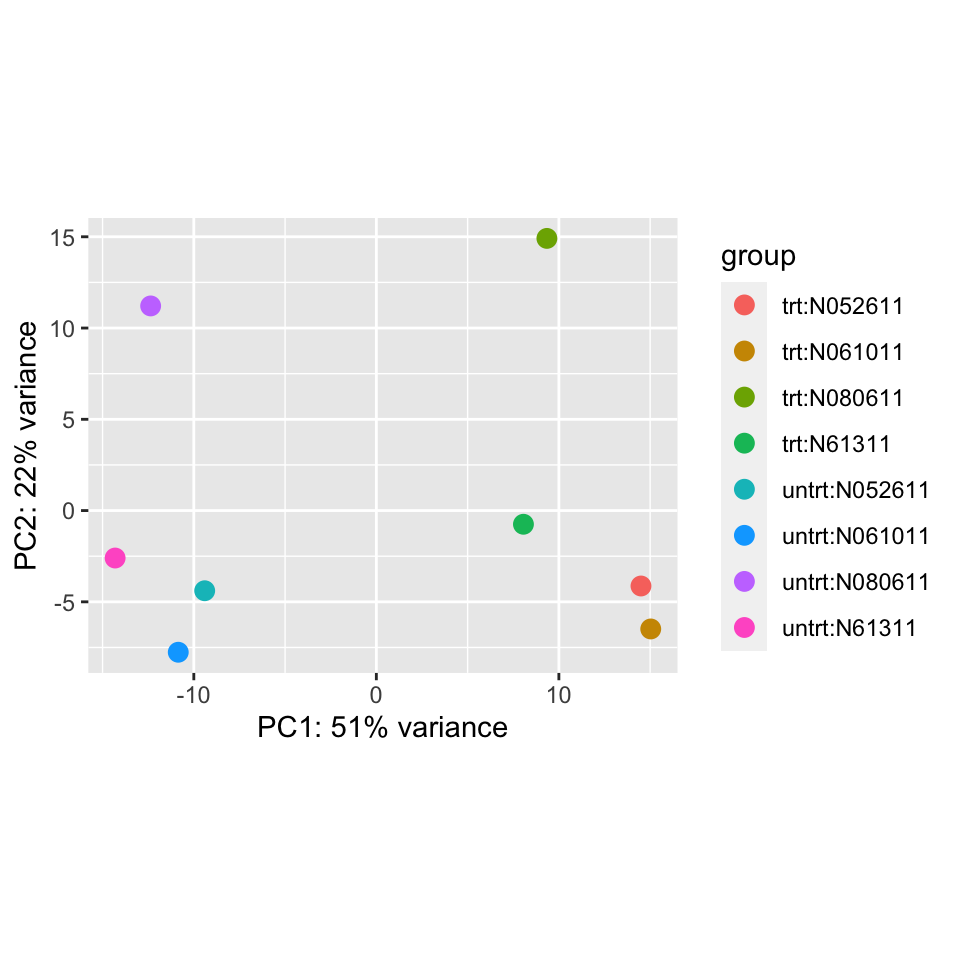 15
10
5
0
-5
-10
0
10
PC2: 22% variance
PC1: 51% variance
group
trt:N052611
trt:N061011
trt:N080611
trt:N61311
untrt:N052611
untrt:N061011
untrt:N080611
untrt:N61311